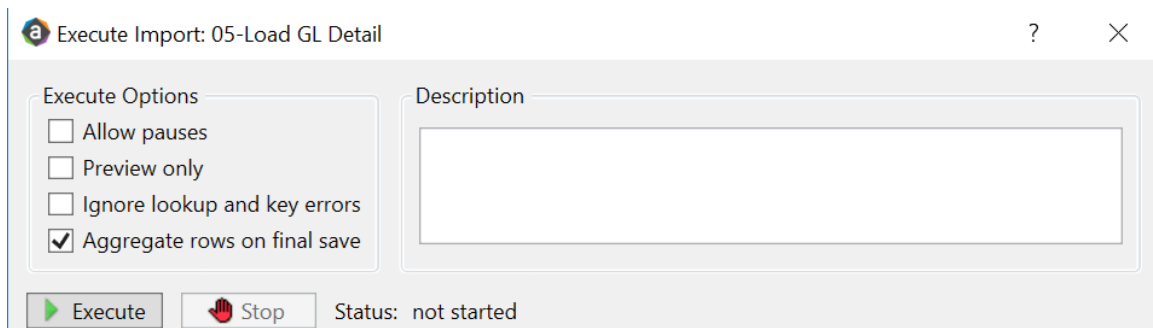 Execute Import: 05-Load GL Detail ?
Execute Options
Allow pauses
Preview only
Ignore lookup and key errors
Aggregate rows on final save
Description
Execute Stop Status: not started